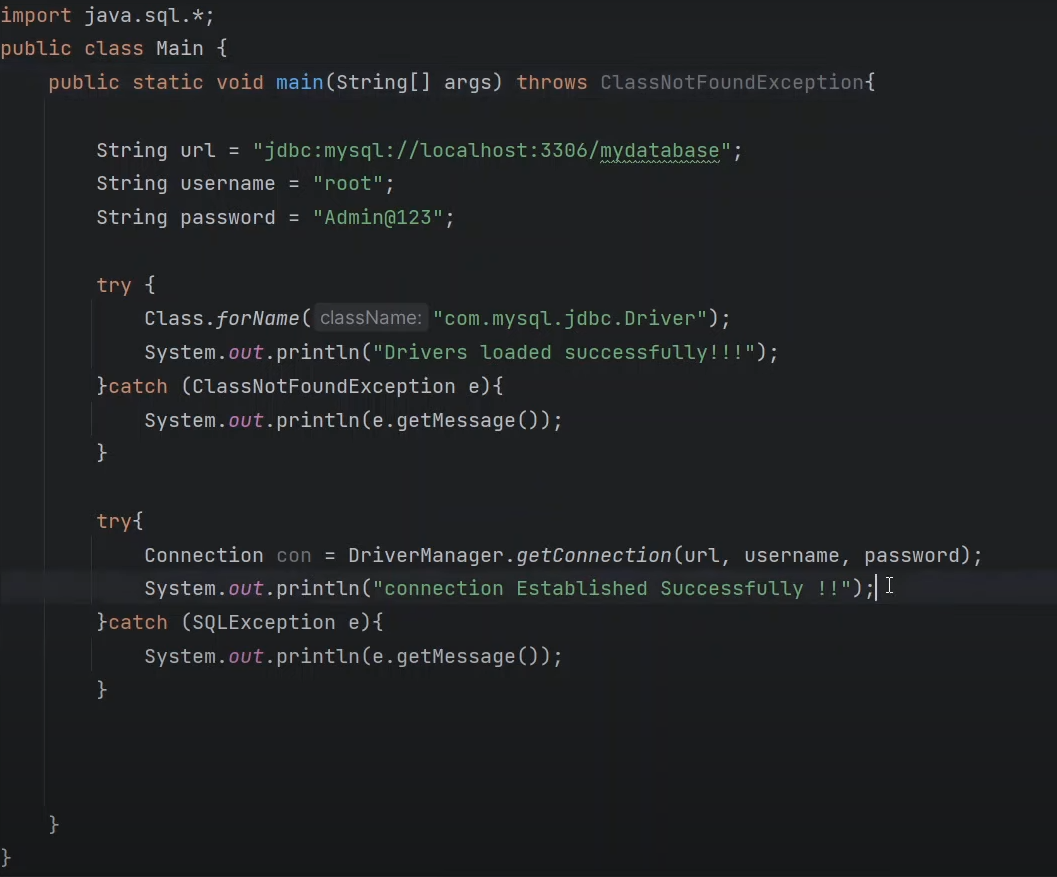 import java.sql.*;
public class Main {
    public static void main(String[] args) throws ClassNotFoundException{
        String url = "jdbc:mysql://localhost:3306/mydatabase";
        String username = "root";
        String password = "Admin@123";
        try {
            Class.forName( className: "com.mysql.jdbc.Driver");
            System.out.println("Drivers loaded successfully!!!");
        }catch (ClassNotFoundException e){
            System.out.println(e.getMessage());
        }
        try{
            Connection con = DriverManager.getConnection(url, username, password);
            System.out.println("connection Established Successfully !!");
        }catch (SQLException e){
            System.out.println(e.getMessage());
        }
    }
}